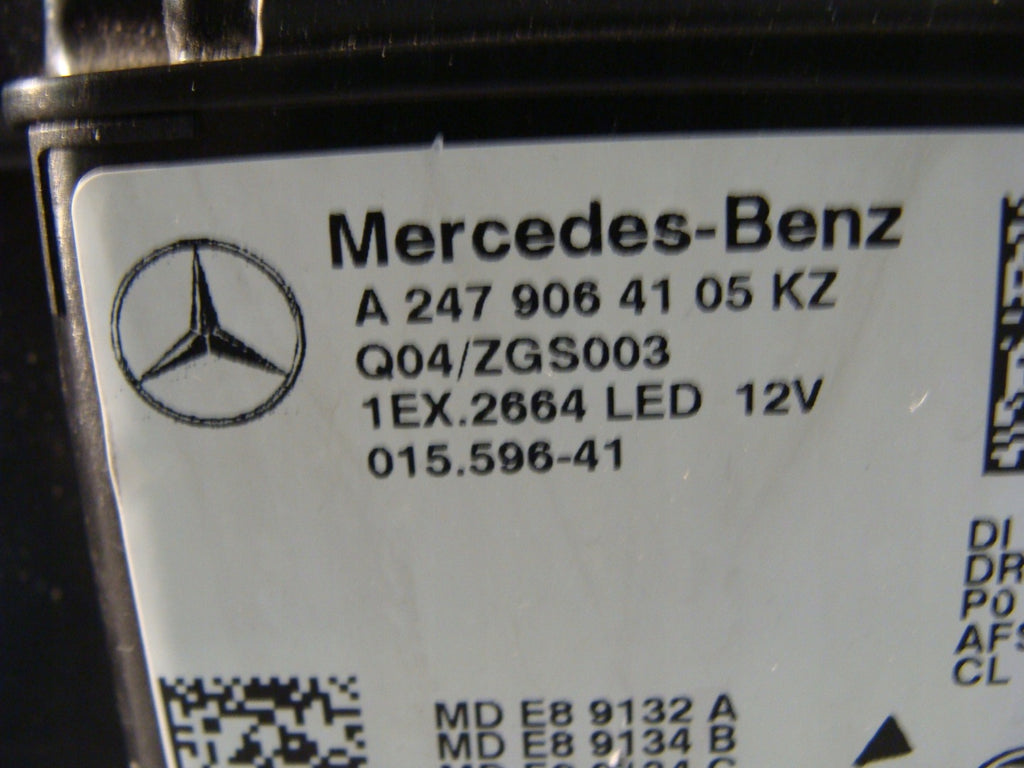 Mercedes-Benz
A 247 906 41 05 KZ
Q04/ZGS003
1EX.2664 LED 12V
015.596-41
DI
DR
P0
AFS
CL
MD E8 9132 A
MD E8 9134 B